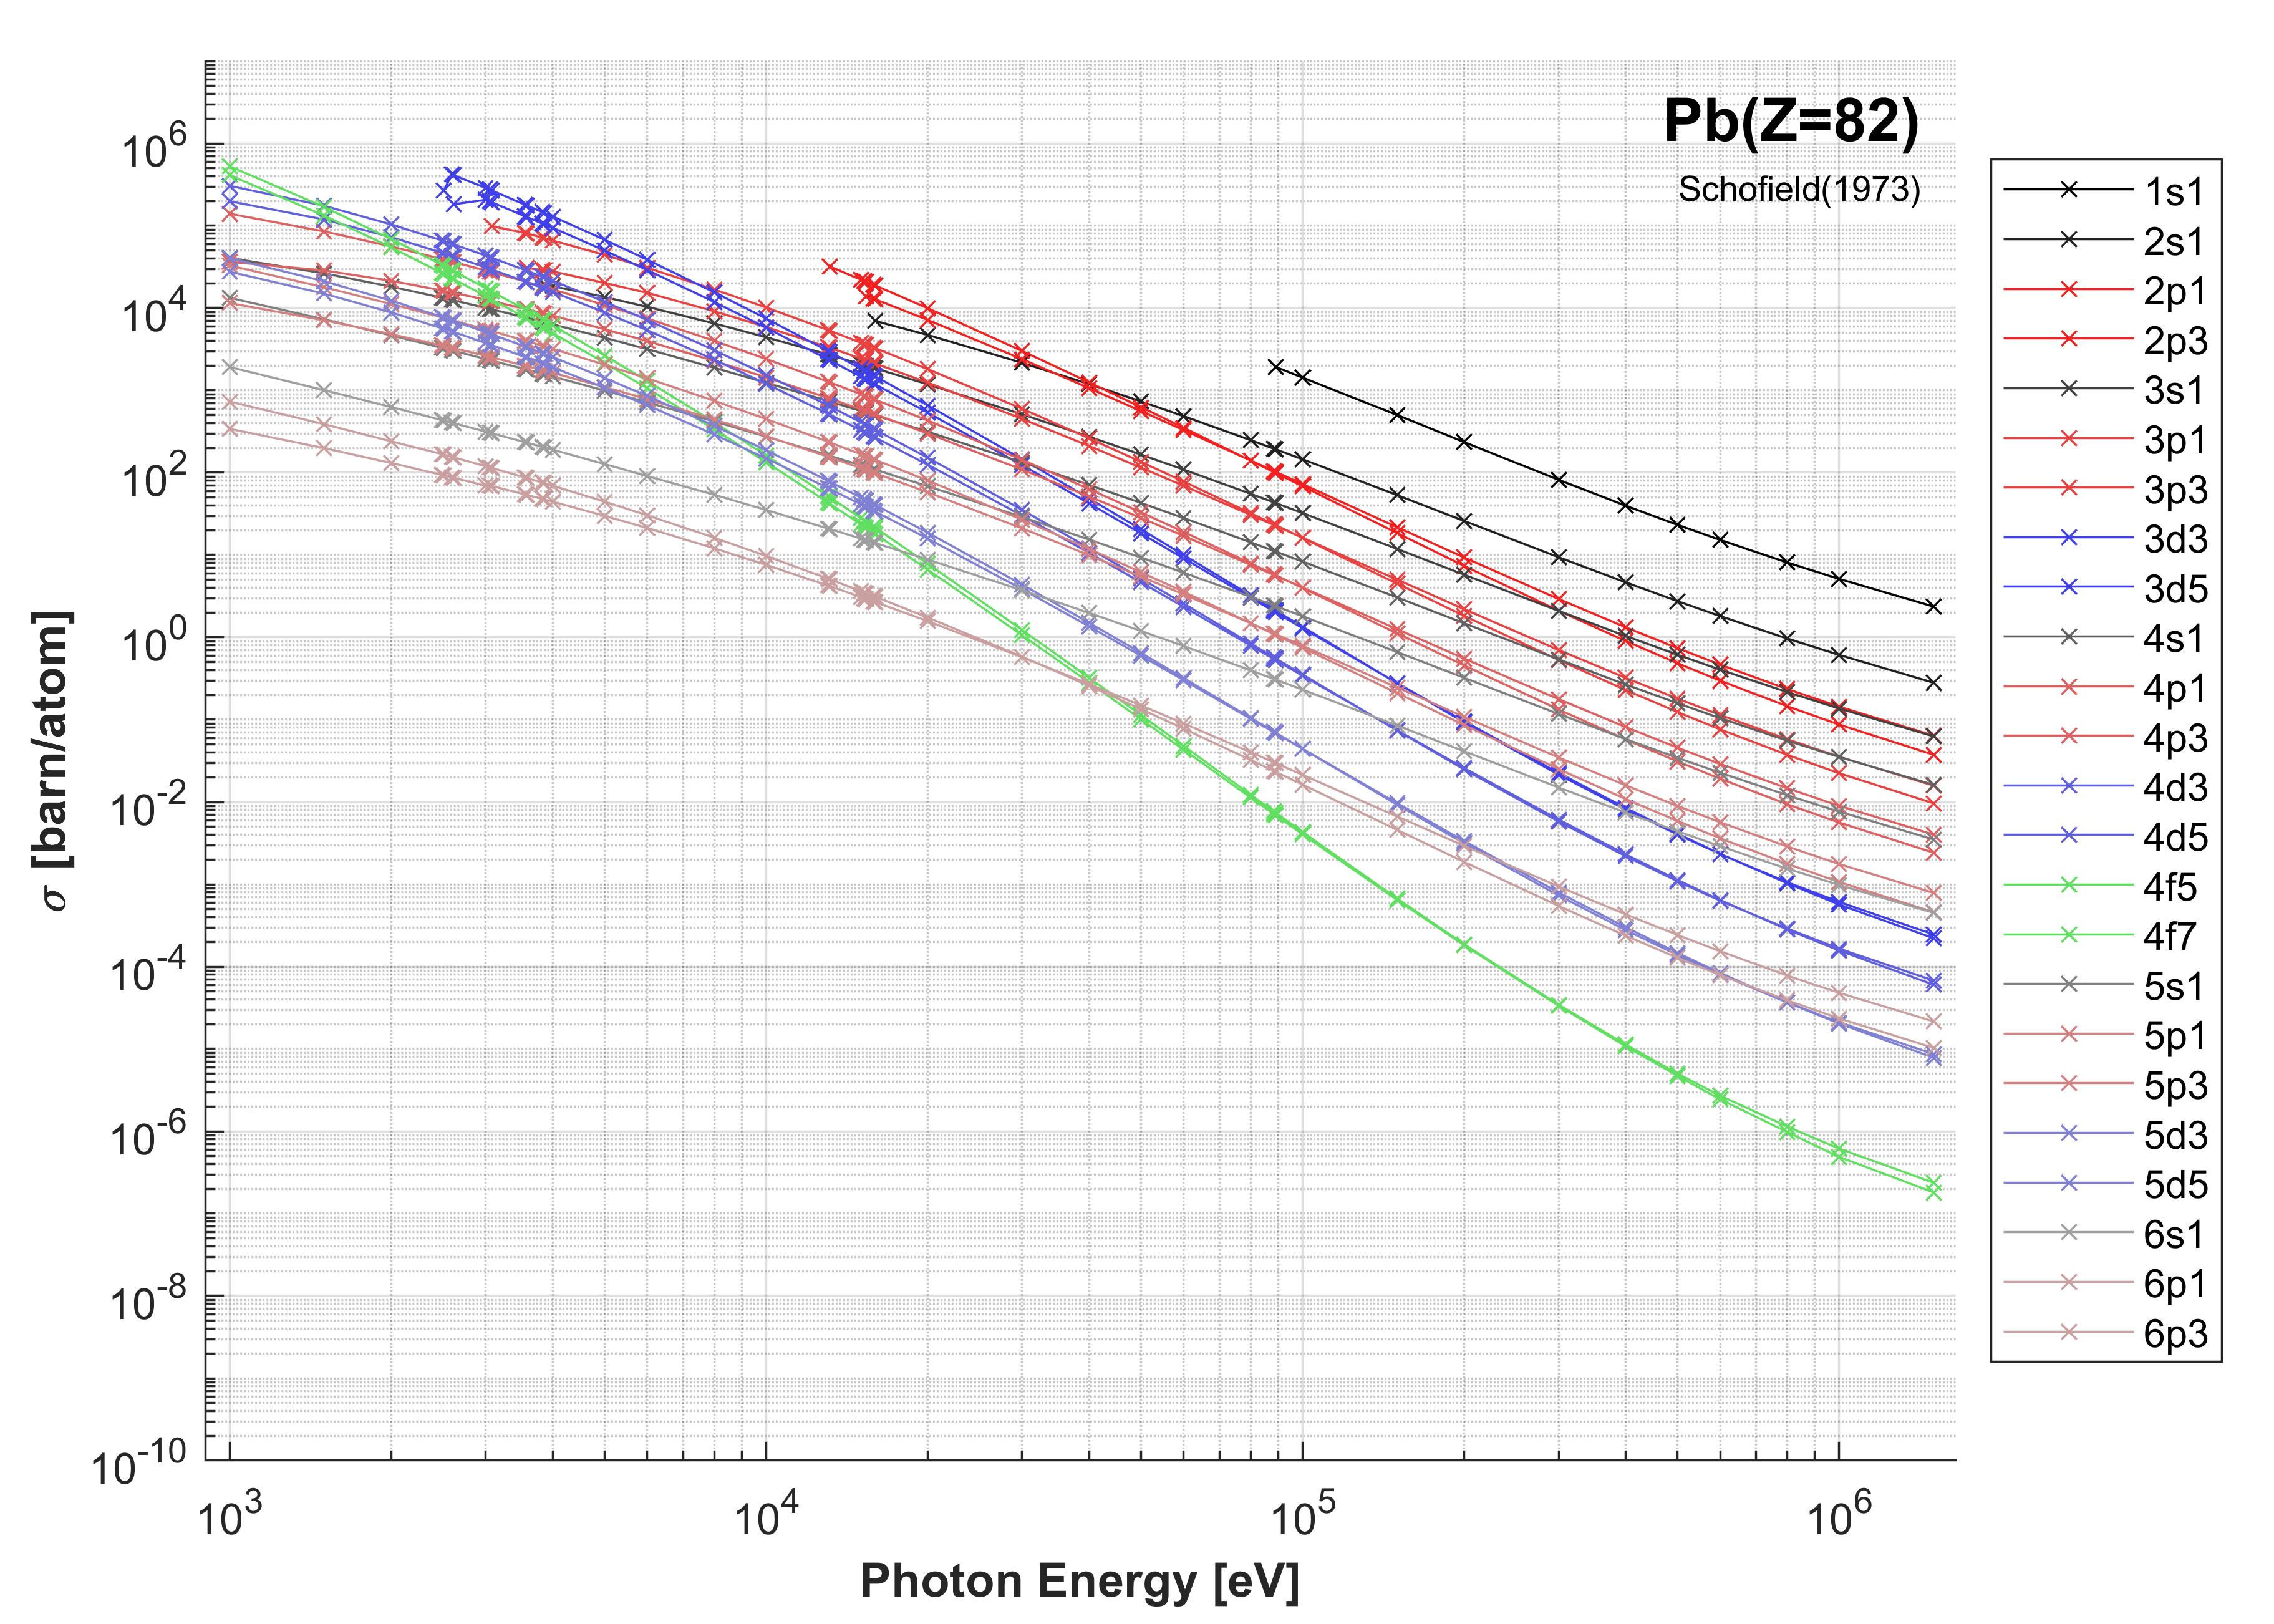 Pb(Z=82)
Schofield(1973)
σ [barn/atom]
10^6
10^4
10^2
10^0
10^-2
10^-4
10^-6
10^-8
10^-10
10^3
10^4
10^5
10^6
Photon Energy [eV]
1s1
2s1
2p1
2p3
3s1
3p1
3p3
3d3
3d5
4s1
4p1
4p3
4d3
4d5
4f5
4f7
5s1
5p1
5p3
5d3
5d5
6s1
6p1
6p3